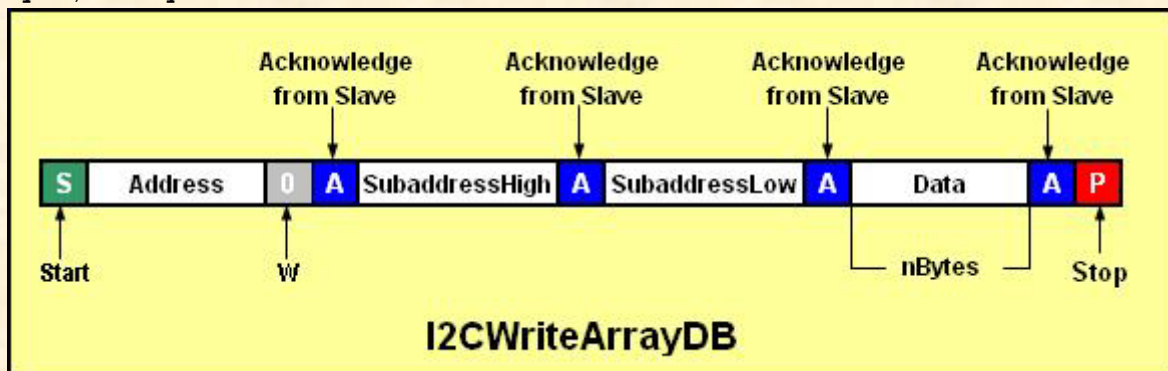 Acknowledge Acknowledge Acknowledge Acknowledge
from Slave from Slave from Slave from Slave
S Address 0 A SubaddressHigh A SubaddressLow A Data A P
Start W nBytes Stop
I2CWriteArrayDB